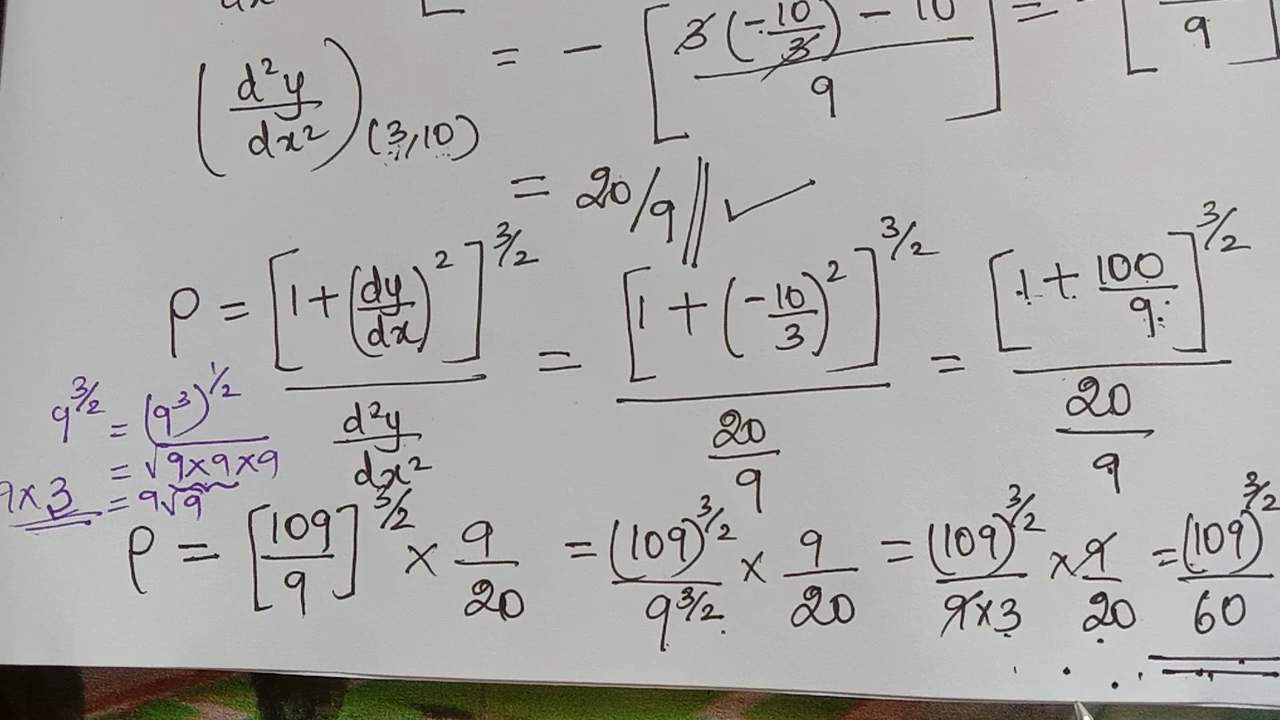 (d²y/dx²)(3,10) = - [3(-10/3) - 10 / 9] = [ / 9]
= 20/9 // ✓
ρ = [1 + (dy/dx)²]^3/2 / d²y/dx² = [1 + (-10/3)²]^3/2 / 20/9 = [1 + 100/9]^3/2 / 20/9
9^3/2 = (9³)^1/2
= √9×9×9
9×3 = 9√9
ρ = [109/9]^3/2 × 9/20 = (109)^3/2 / 9^3/2 × 9/20 = (109)^3/2 / 9×3 × 9/20 = (109)^3/2 / 60